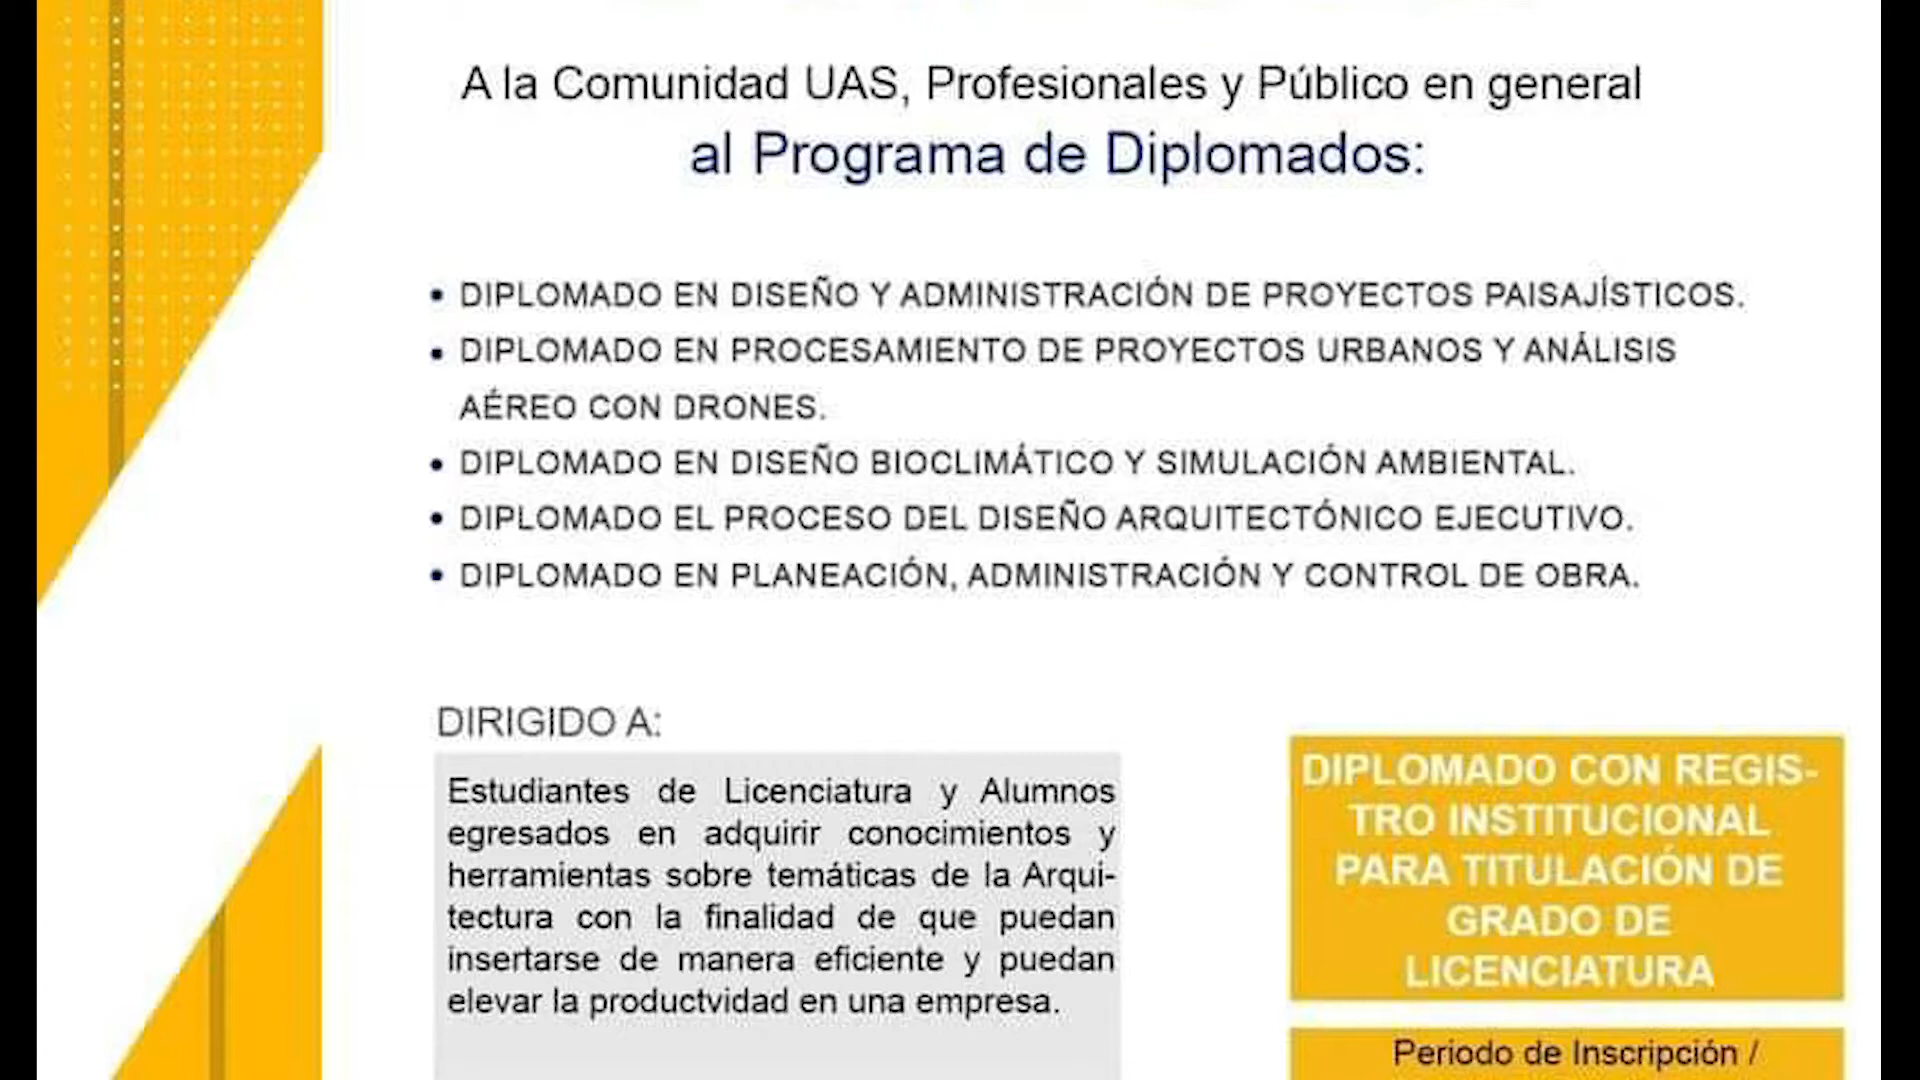 A la Comunidad UAS, Profesionales y Público en general
al Programa de Diplomados:
• DIPLOMADO EN DISEÑO Y ADMINISTRACIÓN DE PROYECTOS PAISAJÍSTICOS.
• DIPLOMADO EN PROCESAMIENTO DE PROYECTOS URBANOS Y ANÁLISIS
AÉREO CON DRONES.
• DIPLOMADO EN DISEÑO BIOCLIMÁTICO Y SIMULACIÓN AMBIENTAL.
• DIPLOMADO EL PROCESO DEL DISEÑO ARQUITECTÓNICO EJECUTIVO.
• DIPLOMADO EN PLANEACIÓN, ADMINISTRACIÓN Y CONTROL DE OBRA.
DIRIGIDO A:
Estudiantes de Licenciatura y Alumnos
egresados en adquirir conocimientos y
herramientas sobre temáticas de la Arqui-
tectura con la finalidad de que puedan
insertarse de manera eficiente y puedan
elevar la productvidad en una empresa.
DIPLOMADO CON REGIS-
TRO INSTITUCIONAL
PARA TITULACIÓN DE
GRADO DE
LICENCIATURA
Periodo de Inscripción /